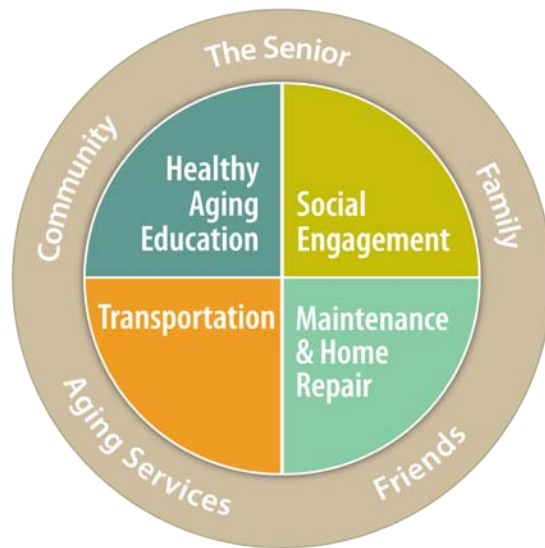 The Senior
Community
Family
Healthy
Aging
Education
Social
Engagement
Transportation
Maintenance
& Home
Repair
Aging Services
Friends